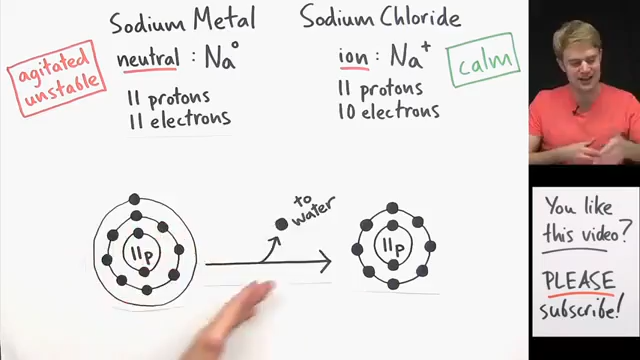 Sodium Metal
neutral : Na°
agitated
unstable
11 protons
11 electrons
Sodium Chloride
ion : Na⁺
calm
11 protons
10 electrons
11p
to
water
11p
You like
this video?
PLEASE
subscribe!